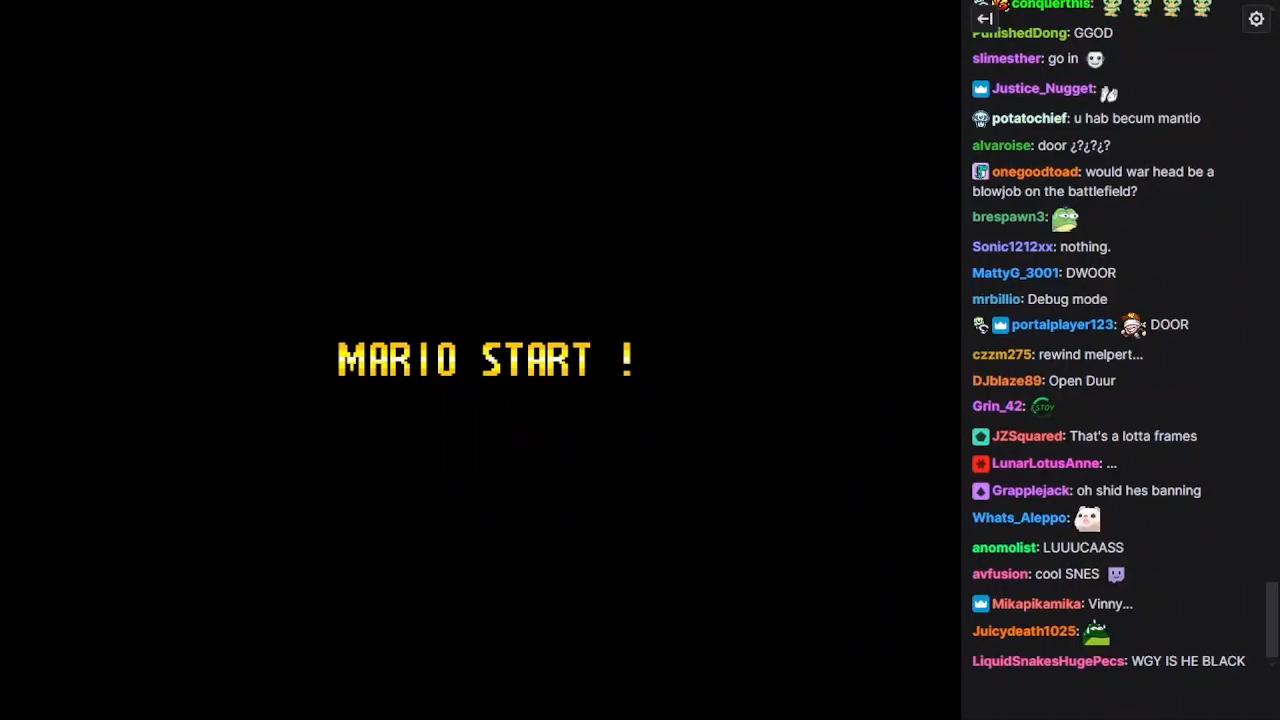 MARIO START !
conquerthis:
PunishedDong: GGOD
slimesther: go in
Justice_Nugget:
potatochief: u hab becum mantio
alvaroise: door ¿?¿?¿?
onegoodtoad: would war head be a
blowjob on the battlefield?
brespawn3:
Sonic1212xx: nothing.
MattyG_3001: DWOOR
mrbillio: Debug mode
portalplayer123: DOOR
czzm275: rewind melpert...
DJblaze89: Open Duur
Grin_42: STOY
JZSquared: That's a lotta frames
LunarLotusAnne: ...
Grapplejack: oh shid hes banning
Whats_Aleppo:
anomolist: LUUUCAASS
avfusion: cool SNES
Mikapikamika: Vinny...
Juicydeath1025:
LiquidSnakesHugePecs: WGY IS HE BLACK